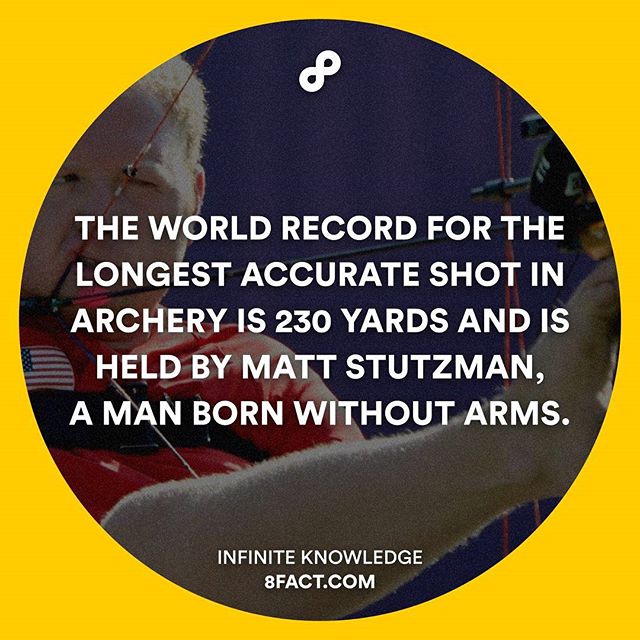 THE WORLD RECORD FOR THE
LONGEST ACCURATE SHOT IN
ARCHERY IS 230 YARDS AND IS
HELD BY MATT STUTZMAN,
A MAN BORN WITHOUT ARMS.
INFINITE KNOWLEDGE
8FACT.COM